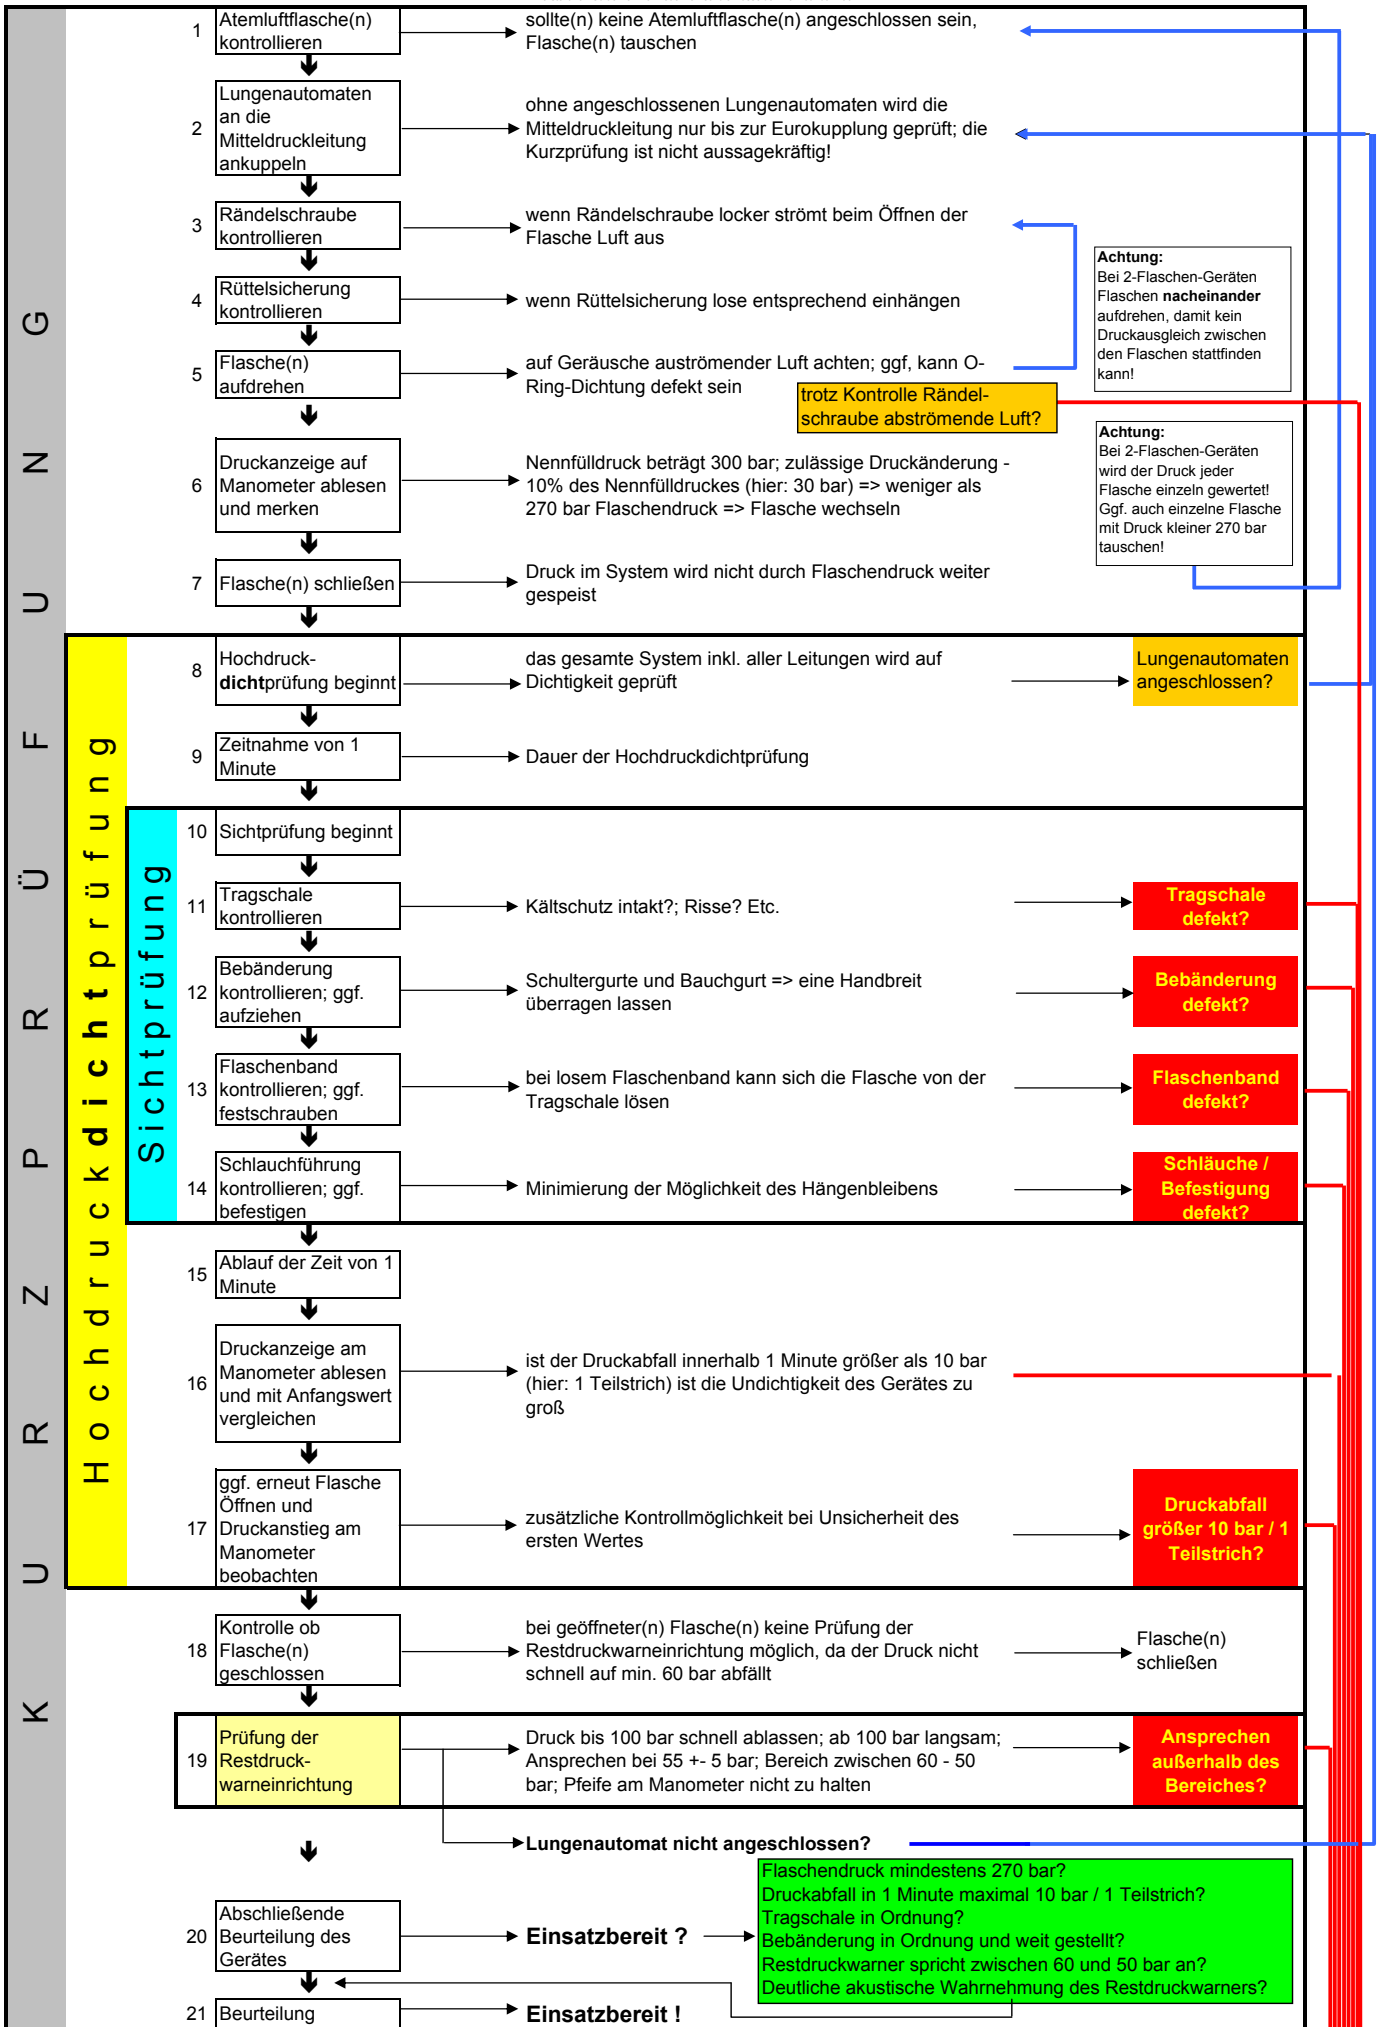 KURZPRÜFUNG
Hochdruckdichtprüfung
Sichtprüfung
1
Atemluftflasche(n)
kontrollieren
sollte(n) keine Atemluftflasche(n) angeschlossen sein,
Flasche(n) tauschen
2
Lungenautomaten
an die
Mitteldruckleitung
ankuppeln
ohne angeschlossenen Lungenautomaten wird die
Mitteldruckleitung nur bis zur Eurokupplung geprüft; die
Kurzprüfung ist nicht aussagekräftig!
3
Rändelschraube
kontrollieren
wenn Rändelschraube locker strömt beim Öffnen der
Flasche Luft aus
4
Rüttelsicherung
kontrollieren
wenn Rüttelsicherung lose entsprechend einhängen
Achtung:
Bei 2-Flaschen-Geräten
Flaschen nacheinander
aufdrehen, damit kein
Druckausgleich zwischen
den Flaschen stattfinden
kann!
5
Flasche(n)
aufdrehen
auf Geräusche auströmender Luft achten; ggf, kann O-
Ring-Dichtung defekt sein
trotz Kontrolle Rändel-
schraube abströmende Luft?
6
Druckanzeige auf
Manometer ablesen
und merken
Nennfülldruck beträgt 300 bar; zulässige Druckänderung -
10% des Nennfülldruckes (hier: 30 bar) => weniger als
270 bar Flaschendruck => Flasche wechseln
Achtung:
Bei 2-Flaschen-Geräten
wird der Druck jeder
Flasche einzeln gewertet!
Ggf. auch einzelne Flasche
mit Druck kleiner 270 bar
tauschen!
7
Flasche(n) schließen
Druck im System wird nicht durch Flaschendruck weiter
gespeist
8
Hochdruck-
dichtprüfung beginnt
das gesamte System inkl. aller Leitungen wird auf
Dichtigkeit geprüft
Lungenautomaten
angeschlossen?
9
Zeitnahme von 1
Minute
Dauer der Hochdruckdichtprüfung
10
Sichtprüfung beginnt
11
Tragschale
kontrollieren
Kältschutz intakt?; Risse? Etc.
Tragschale
defekt?
12
Bebänderung
kontrollieren; ggf.
aufziehen
Schultergurte und Bauchgurt => eine Handbreit
überragen lassen
Bebänderung
defekt?
13
Flaschenband
kontrollieren; ggf.
festschrauben
bei losem Flaschenband kann sich die Flasche von der
Tragschale lösen
Flaschenband
defekt?
14
Schlauchführung
kontrollieren; ggf.
befestigen
Minimierung der Möglichkeit des Hängenbleibens
Schläuche /
Befestigung
defekt?
15
Ablauf der Zeit von 1
Minute
16
Druckanzeige am
Manometer ablesen
und mit Anfangswert
vergleichen
ist der Druckabfall innerhalb 1 Minute größer als 10 bar
(hier: 1 Teilstrich) ist die Undichtigkeit des Gerätes zu
groß
17
ggf. erneut Flasche
Öffnen und
Druckanstieg am
Manometer
beobachten
zusätzliche Kontrollmöglichkeit bei Unsicherheit des
ersten Wertes
Druckabfall
größer 10 bar / 1
Teilstrich?
18
Kontrolle ob
Flasche(n)
geschlossen
bei geöffneter(n) Flasche(n) keine Prüfung der
Restdruckwarneinrichtung möglich, da der Druck nicht
schnell auf min. 60 bar abfällt
Flasche(n)
schließen
19
Prüfung der
Restdruck-
warneinrichtung
Druck bis 100 bar schnell ablassen; ab 100 bar langsam;
Ansprechen bei 55 +- 5 bar; Bereich zwischen 60 - 50
bar; Pfeife am Manometer nicht zu halten
Ansprechen
außerhalb des
Bereiches?
Lungenautomat nicht angeschlossen?
20
Abschließende
Beurteilung des
Gerätes
Einsatzbereit ?
Flaschendruck mindestens 270 bar?
Druckabfall in 1 Minute maximal 10 bar / 1 Teilstrich?
Tragschale in Ordnung?
Bebänderung in Ordnung und weit gestellt?
Restdruckwarner spricht zwischen 60 und 50 bar an?
Deutliche akustische Wahrnehmung des Restdruckwarners?
21
Beurteilung
Einsatzbereit !